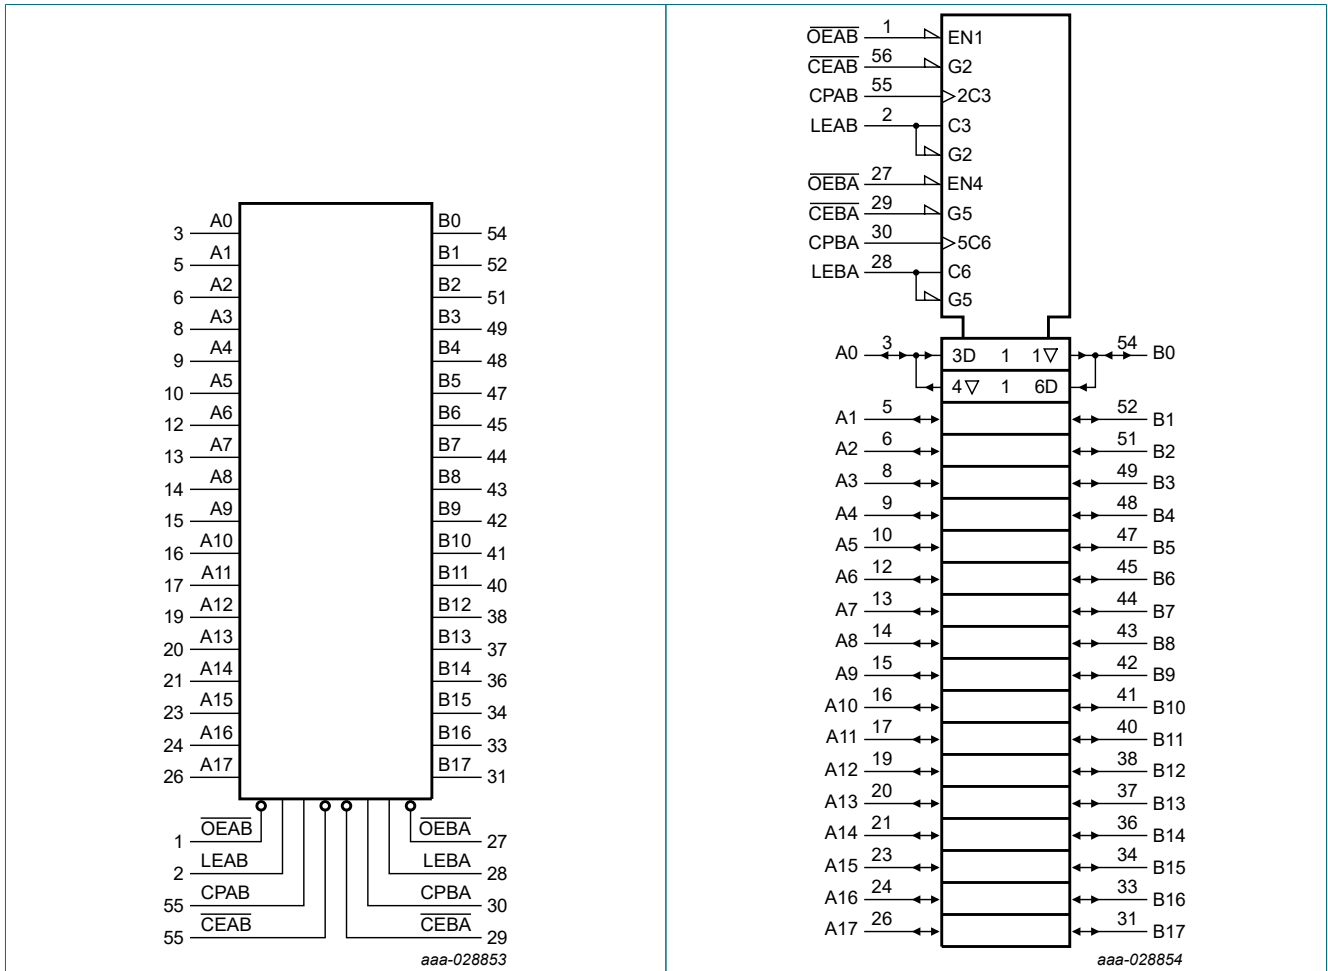 A0 B0
3 54
A1 B1
5 52
A2 B2
6 51
A3 B3
8 49
A4 B4
9 48
A5 B5
10 47
A6 B6
12 45
A7 B7
13 44
A8 B8
14 43
A9 B9
15 42
A10 B10
16 41
A11 B11
17 40
A12 B12
19 38
A13 B13
20 37
A14 B14
21 36
A15 B15
23 34
A16 B16
24 33
A17 B17
26 31
OEAB OEBA
1 27
LEAB LEBA
2 28
CPAB CPBA
55 30
CEAB CEBA
55 29
aaa-028853
OEAB 1 EN1
CEAB 56 G2
CPAB 55 2C3
LEAB 2 C3
G2
OEBA 27 EN4
CEBA 29 G5
CPBA 30 5C6
LEBA 28 C6
G5
A0 3 3D 1 1▽ 54 B0
4▽ 1 6D
A1 5 52 B1
A2 6 51 B2
A3 8 49 B3
A4 9 48 B4
A5 10 47 B5
A6 12 45 B6
A7 13 44 B7
A8 14 43 B8
A9 15 42 B9
A10 16 41 B10
A11 17 40 B11
A12 19 38 B12
A13 20 37 B13
A14 21 36 B14
A15 23 34 B15
A16 24 33 B16
A17 26 31 B17
aaa-028854